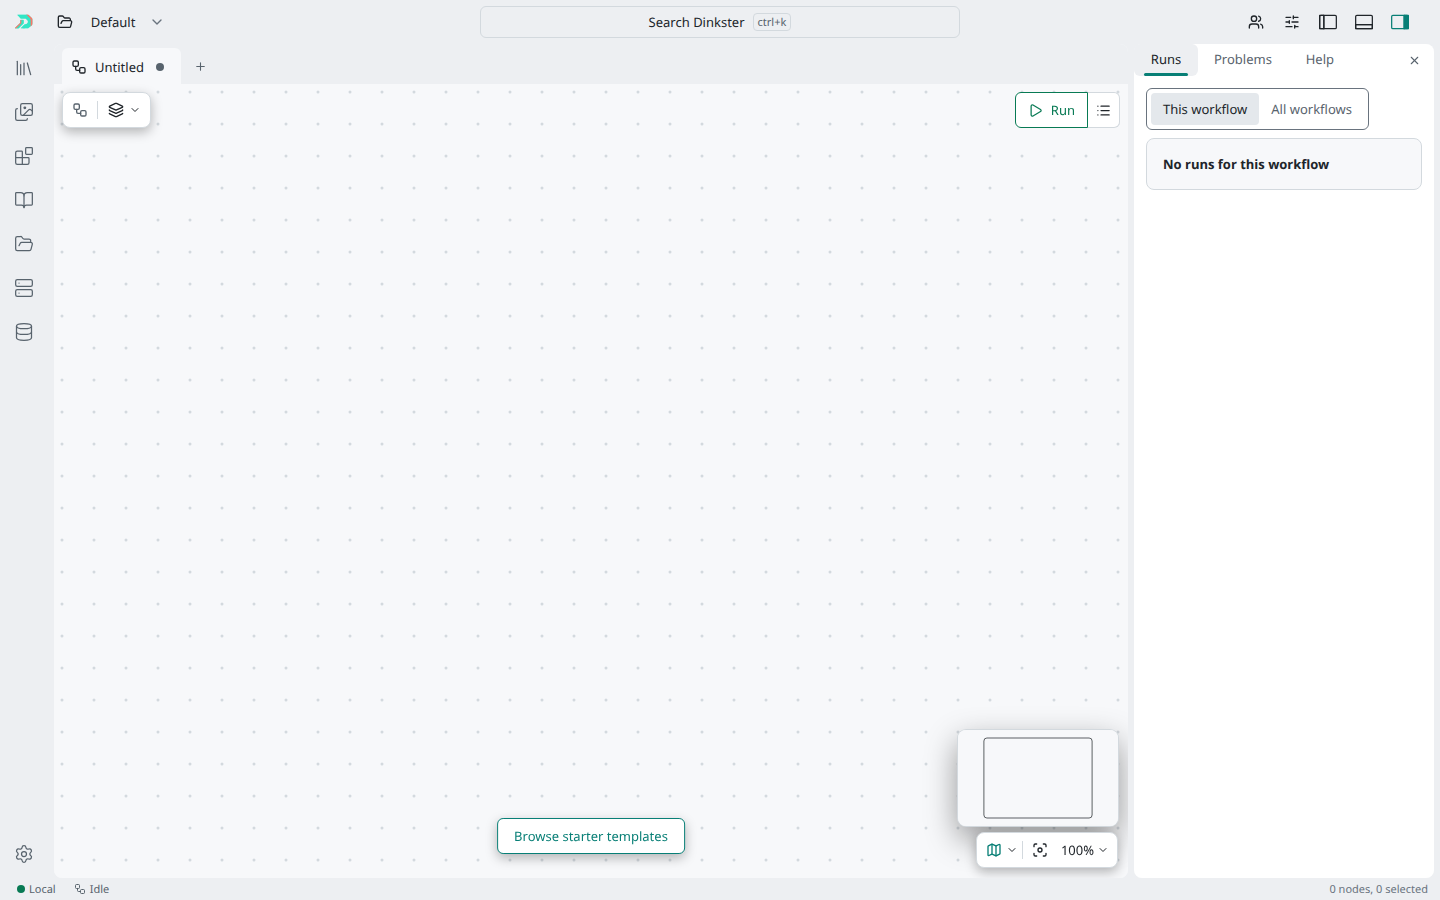 Default
Search Dinkster ctrl+k
Untitled
Run
Runs Problems Help
This workflow All workflows
No runs for this workflow
Browse starter templates
100%
Local Idle
0 nodes, 0 selected